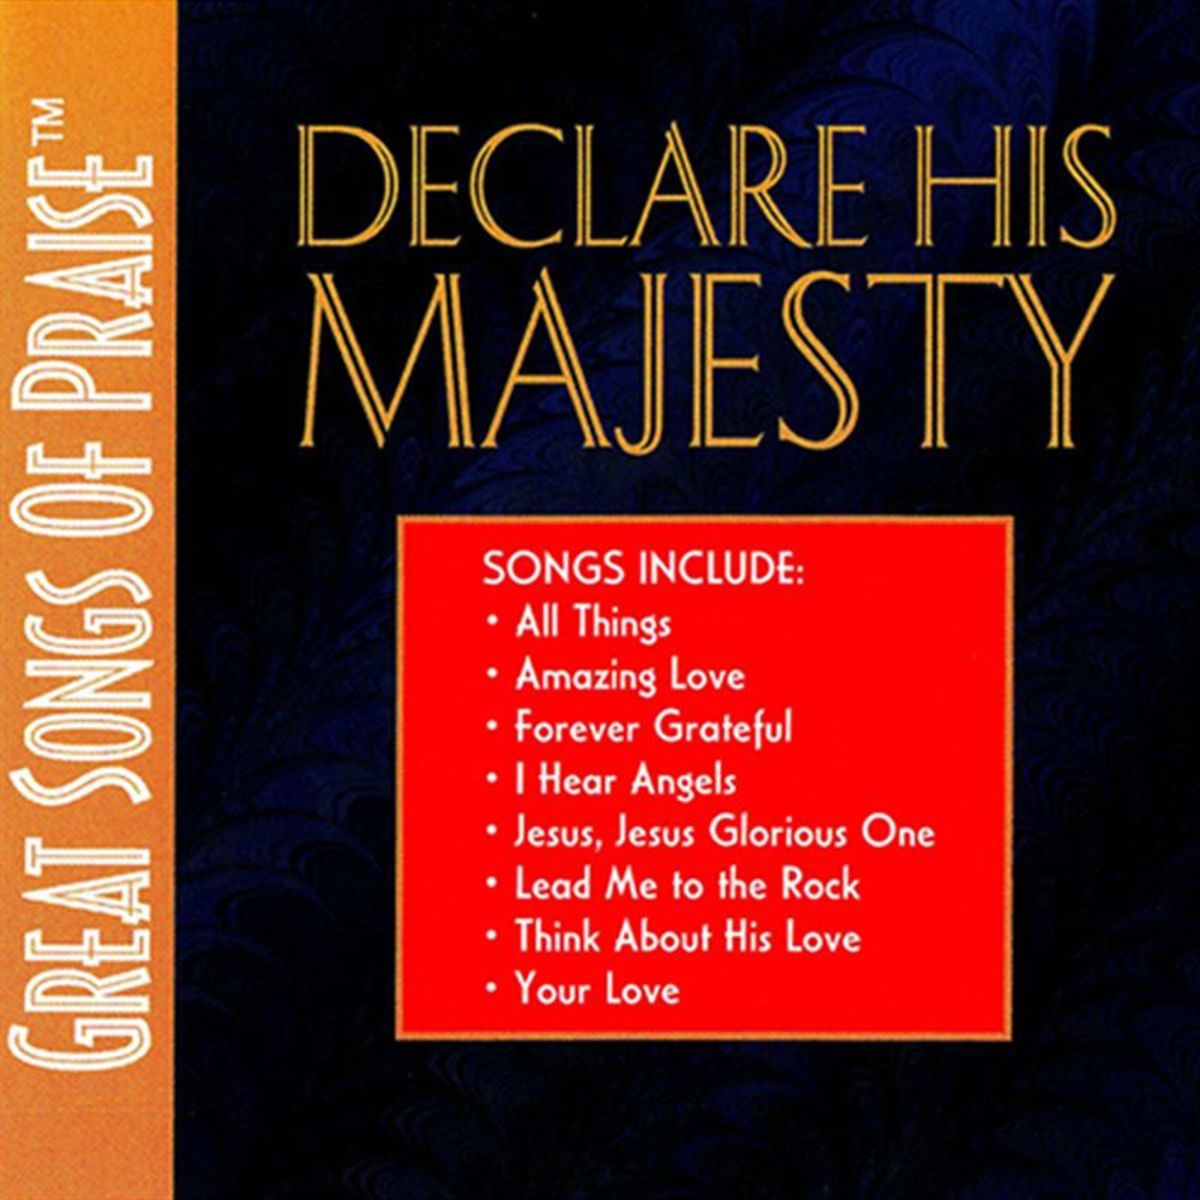 GREAT SONGS OF PRAISE™
DECLARE HIS
MAJESTY
SONGS INCLUDE:
• All Things
• Amazing Love
• Forever Grateful
• I Hear Angels
• Jesus, Jesus Glorious One
• Lead Me to the Rock
• Think About His Love
• Your Love